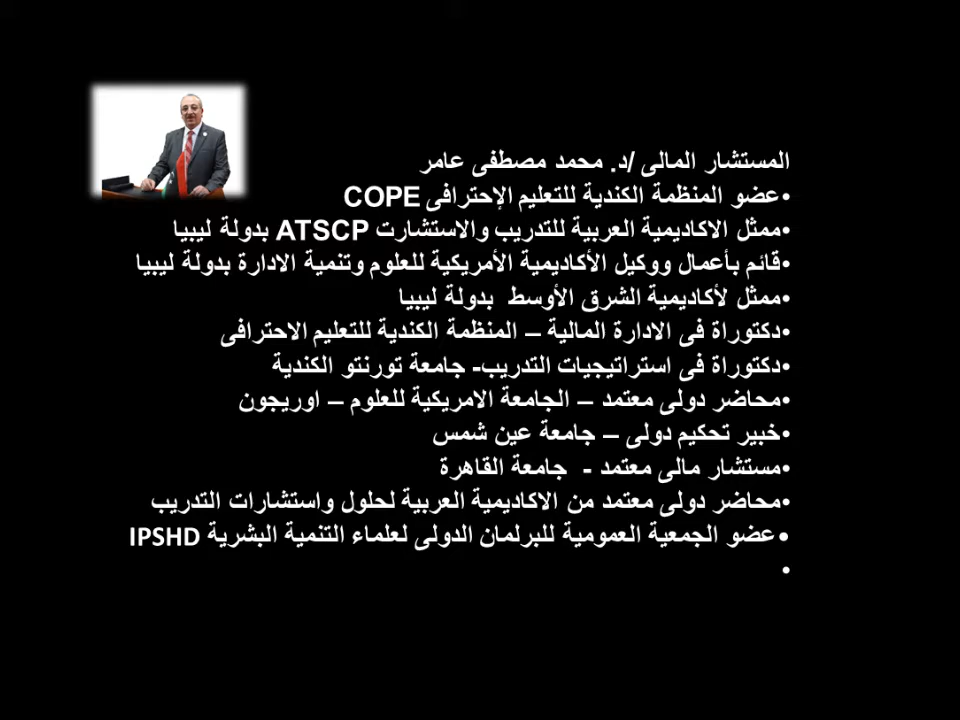 المستشار المالى /د. محمد مصطفى عامر
•عضو المنظمة الكندية للتعليم الإحترافى COPE
•ممثل الاكاديمية العربية للتدريب والاستشارت ATSCP بدولة ليبيا
•قائم بأعمال ووكيل الأكاديمية الأمريكية للعلوم وتنمية الادارة بدولة ليبيا
•ممثل لأكاديمية الشرق الأوسط بدولة ليبيا
•دكتوراة فى الادارة المالية – المنظمة الكندية للتعليم الاحترافى
•دكتوراة فى استراتيجيات التدريب- جامعة تورنتو الكندية
•محاضر دولى معتمد – الجامعة الامريكية للعلوم – اوريجون
•خبير تحكيم دولى – جامعة عين شمس
•مستشار مالى معتمد - جامعة القاهرة
•محاضر دولى معتمد من الاكاديمية العربية لحلول واستشارات التدريب
•عضو الجمعية العمومية للبرلمان الدولى لعلماء التنمية البشرية IPSHD
•